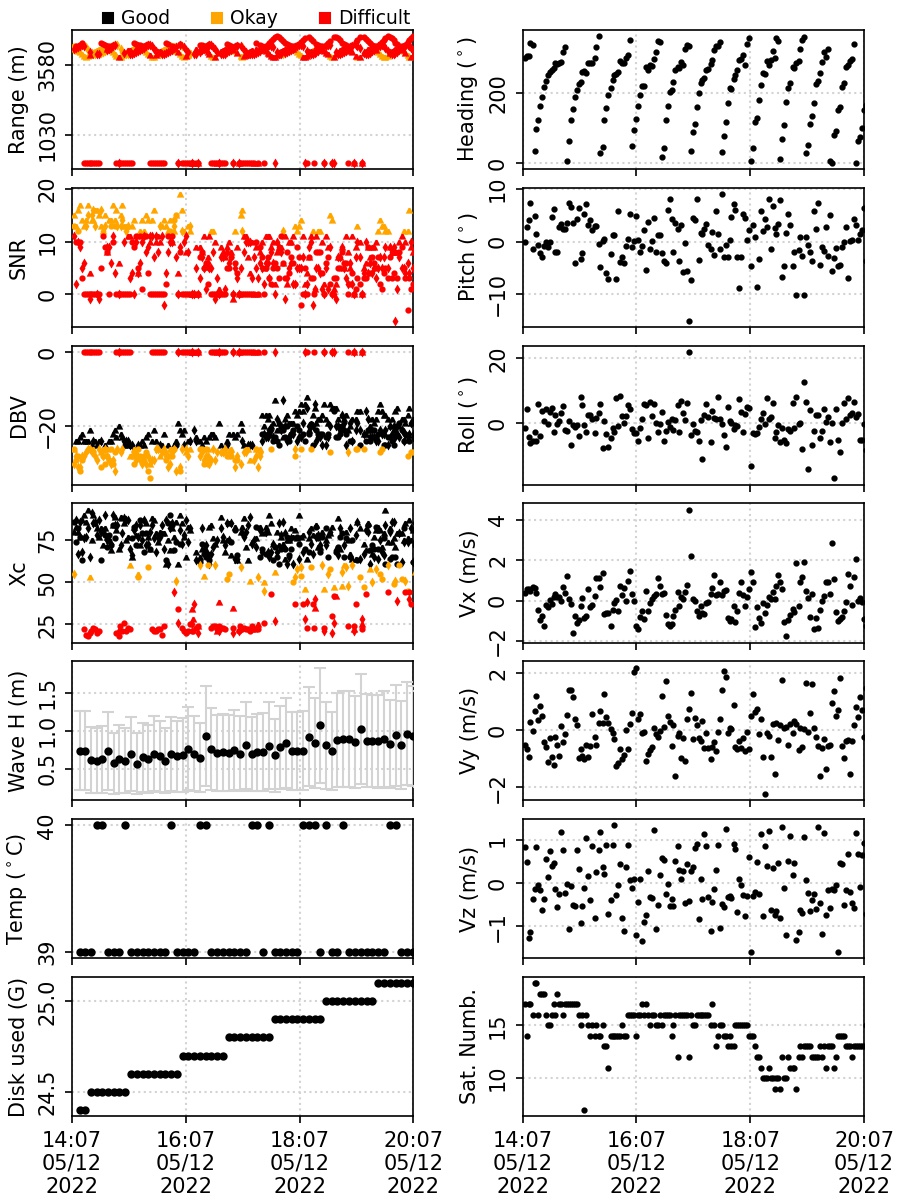 Good Okay Difficult
Range (m)
3580
1030
Heading (°)
200
0
SNR
20
10
0
Pitch (°)
10
0
−10
DBV
0
−20
Roll (°)
20
0
Xc
75
50
25
Vx (m/s)
4
2
0
−2
Wave H (m)
1.5
1.0
0.5
Vy (m/s)
2
0
−2
Temp (°C)
40
39
Vz (m/s)
1
0
−1
Disk used (G)
25.0
24.5
Sat. Numb.
15
10
14:07 16:07 18:07 20:07
05/12 05/12 05/12 05/12
2022 2022 2022 2022
14:07 16:07 18:07 20:07
05/12 05/12 05/12 05/12
2022 2022 2022 2022